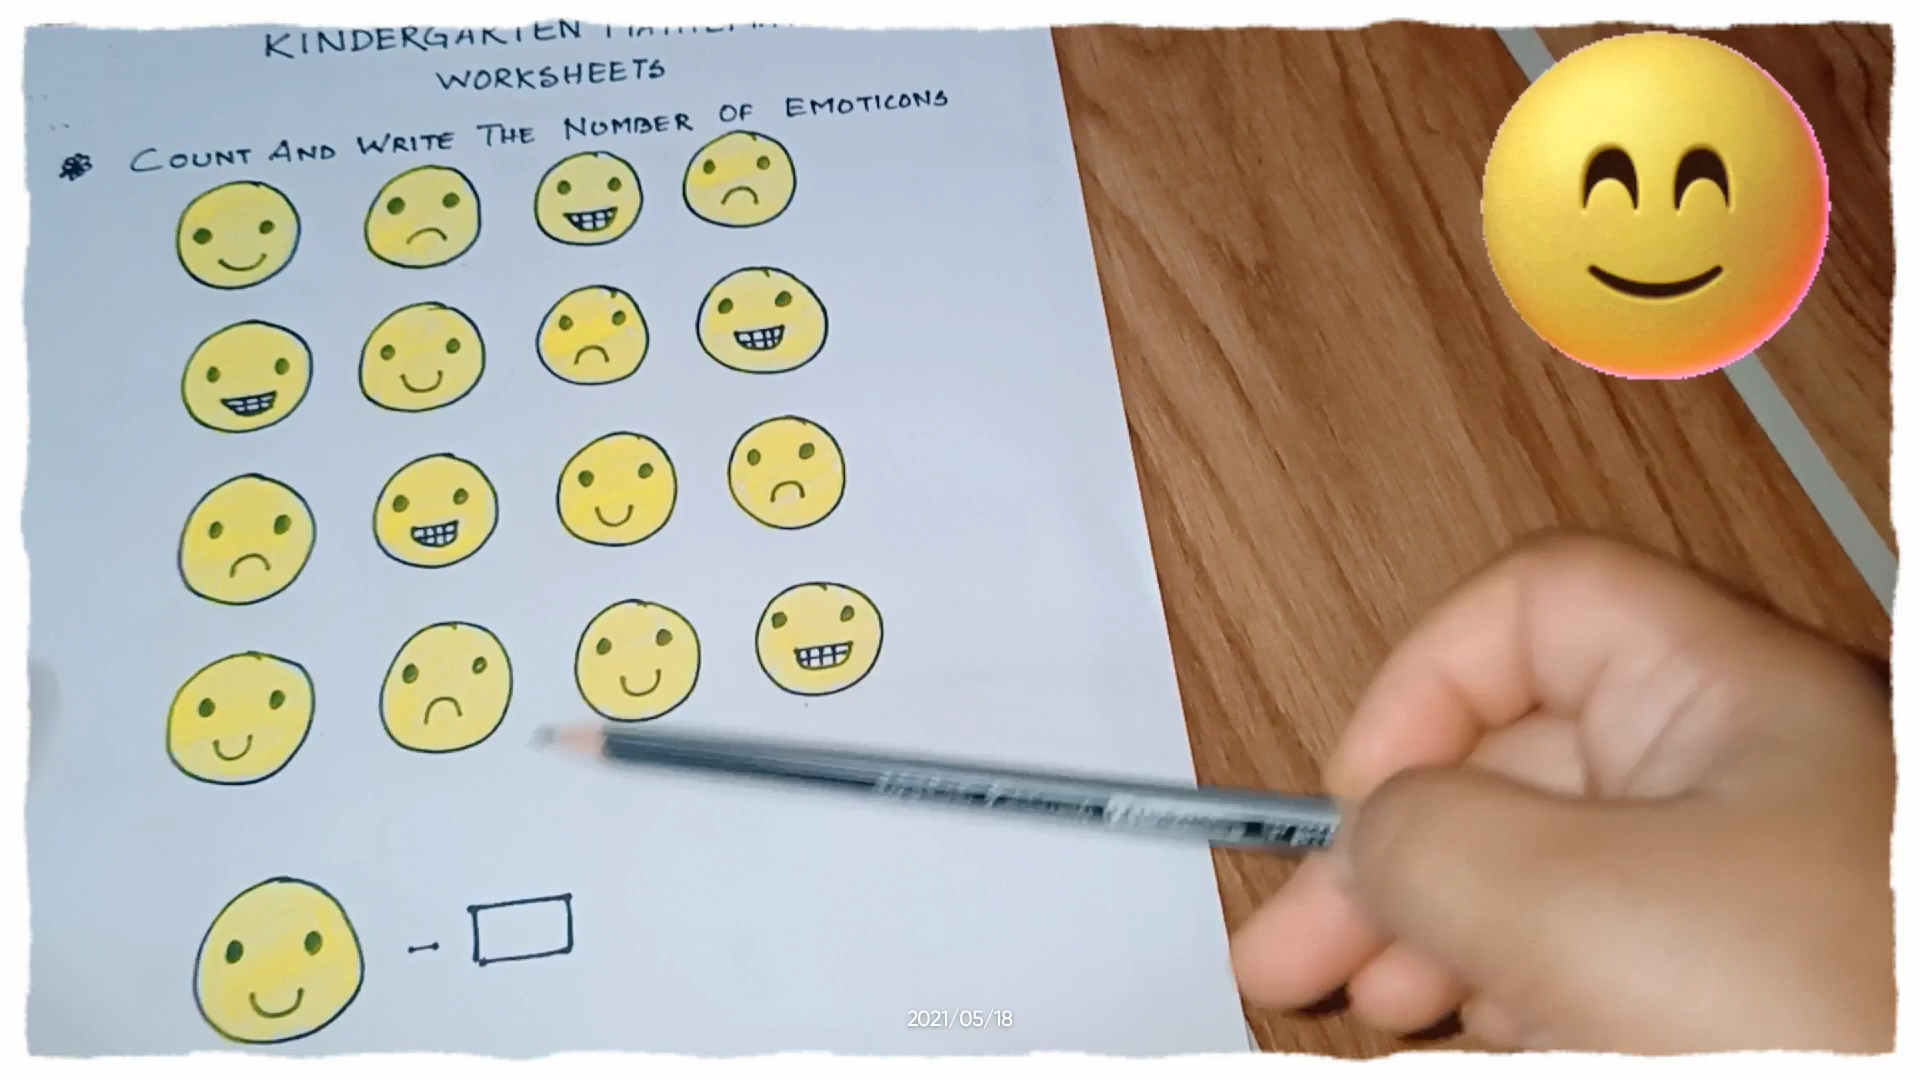 KINDERGARTEN
WORKSHEETS
COUNT AND WRITE THE NUMBER OF EMOTICONS
2021/05/18